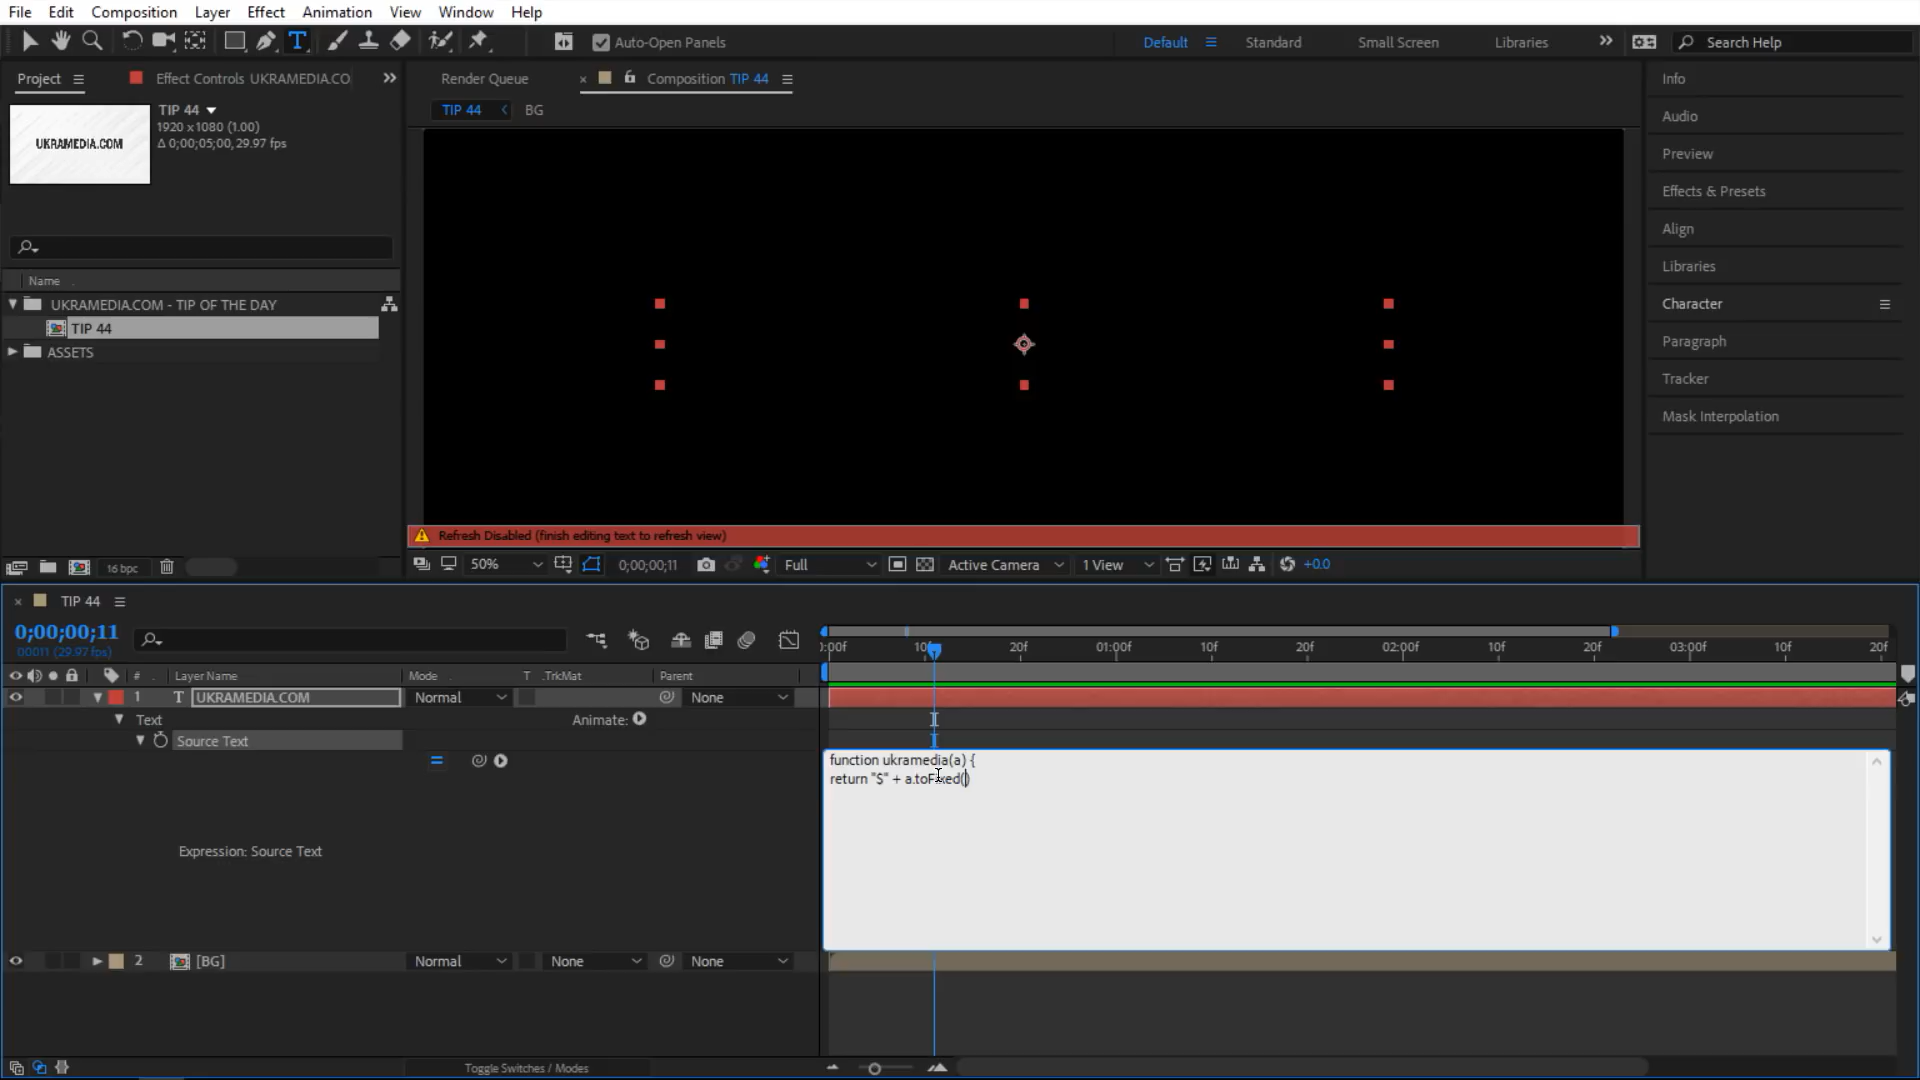 File Edit Composition Layer Effect Animation View Window Help
T Auto-Open Panels Default Standard Small Screen Libraries Search Help
Project Effect Controls UKRAMEDIA.CO Render Queue Composition TIP 44
TIP 44 BG
UKRAMEDIA.COM
TIP 44
1920 x 1080 (1.00)
Δ 0;00;05;00, 29.97 fps
Name
UKRAMEDIA.COM - TIP OF THE DAY
TIP 44
ASSETS
Info
Audio
Preview
Effects & Presets
Align
Libraries
Character
Paragraph
Tracker
Mask Interpolation
Refresh Disabled (finish editing text to refresh view)
16 bpc
50% 0;00;00;11 Full Active Camera 1 View +0.0
TIP 44
0;00;00;11
00011 (29.97 fps)
:00f 10f 20f 01:00f 10f 20f 02:00f 10f 20f 03:00f 10f 20f
# Layer Name Mode T .TrkMat Parent
1 T UKRAMEDIA.COM Normal None
Text Animate:
Source Text
function ukramedia(a) {
return "$" + a.toFixed()
Expression: Source Text
2 [BG] Normal None None
Toggle Switches / Modes